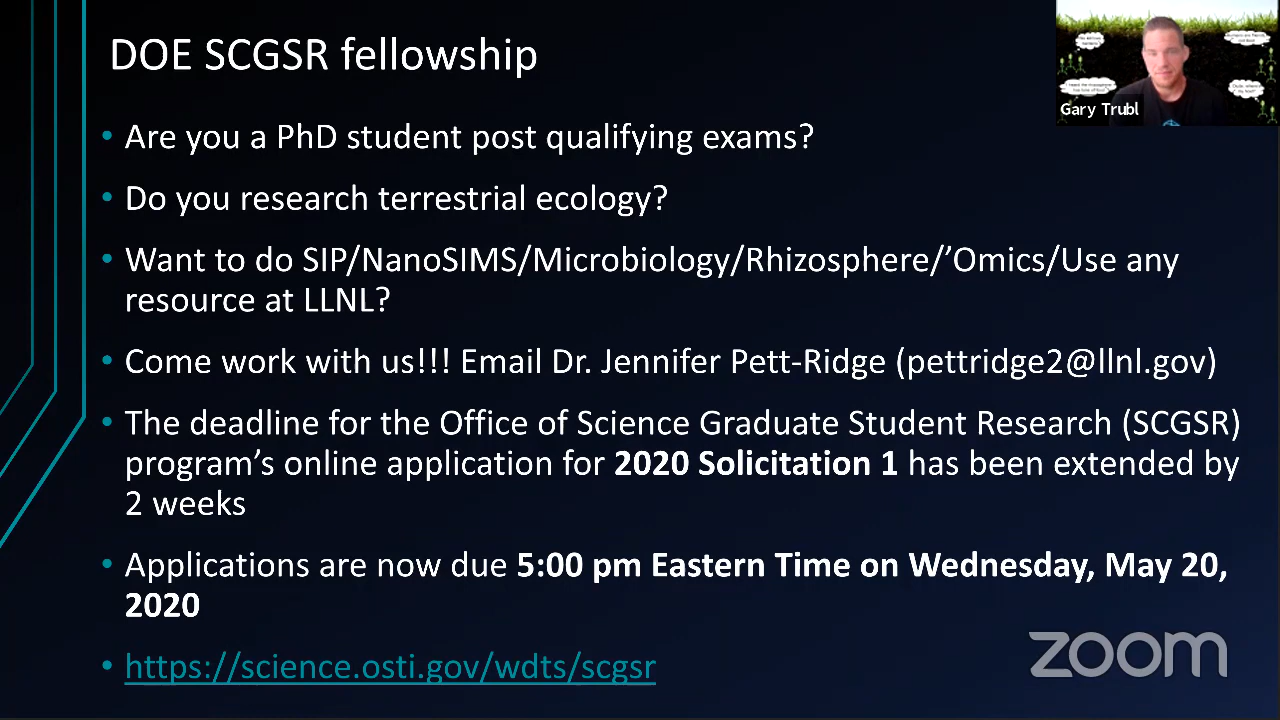 DOE SCGSR fellowship
Gary Trubl
• Are you a PhD student post qualifying exams?
• Do you research terrestrial ecology?
• Want to do SIP/NanoSIMS/Microbiology/Rhizosphere/’Omics/Use any
resource at LLNL?
• Come work with us!!! Email Dr. Jennifer Pett-Ridge (pettridge2@llnl.gov)
• The deadline for the Office of Science Graduate Student Research (SCGSR)
program’s online application for 2020 Solicitation 1 has been extended by
2 weeks
• Applications are now due 5:00 pm Eastern Time on Wednesday, May 20,
2020
• https://science.osti.gov/wdts/scgsr
zoom